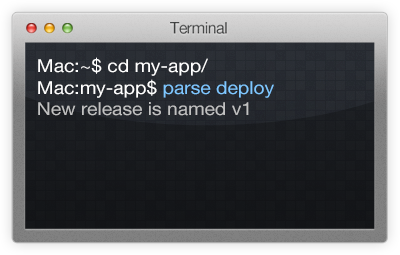 Terminal
Mac:~$ cd my-app/
Mac:my-app$ parse deploy
New release is named v1